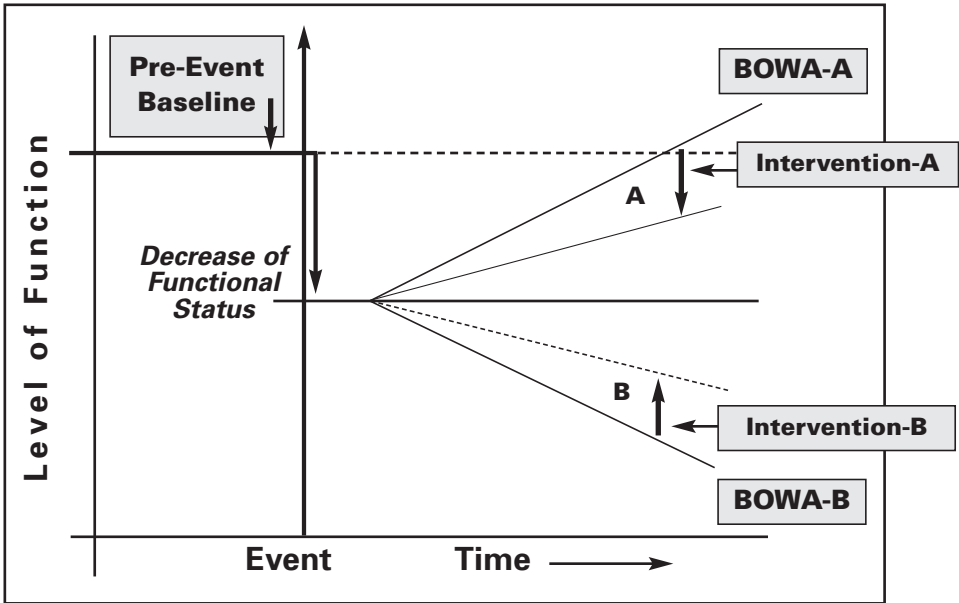 Pre-Event
Baseline
BOWA-A
Intervention-A
A
Level of Function
Decrease of
Functional
Status
B
Intervention-B
BOWA-B
Event
Time